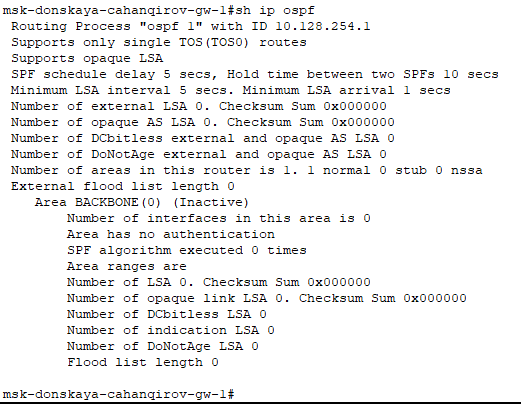 msk-donskaya-cahanqirov-gw-1#sh ip ospf
Routing Process "ospf 1" with ID 10.128.254.1
Supports only single TOS(TOS0) routes
Supports opaque LSA
SPF schedule delay 5 secs, Hold time between two SPFs 10 secs
Minimum LSA interval 5 secs. Minimum LSA arrival 1 secs
Number of external LSA 0. Checksum Sum 0x000000
Number of opaque AS LSA 0. Checksum Sum 0x000000
Number of DCbitless external and opaque AS LSA 0
Number of DoNotAge external and opaque AS LSA 0
Number of areas in this router is 1. 1 normal 0 stub 0 nssa
External flood list length 0
Area BACKBONE(0) (Inactive)
Number of interfaces in this area is 0
Area has no authentication
SPF algorithm executed 0 times
Area ranges are
Number of LSA 0. Checksum Sum 0x000000
Number of opaque link LSA 0. Checksum Sum 0x000000
Number of DCbitless LSA 0
Number of indication LSA 0
Number of DoNotAge LSA 0
Flood list length 0
msk-donskaya-cahanqirov-gw-1#